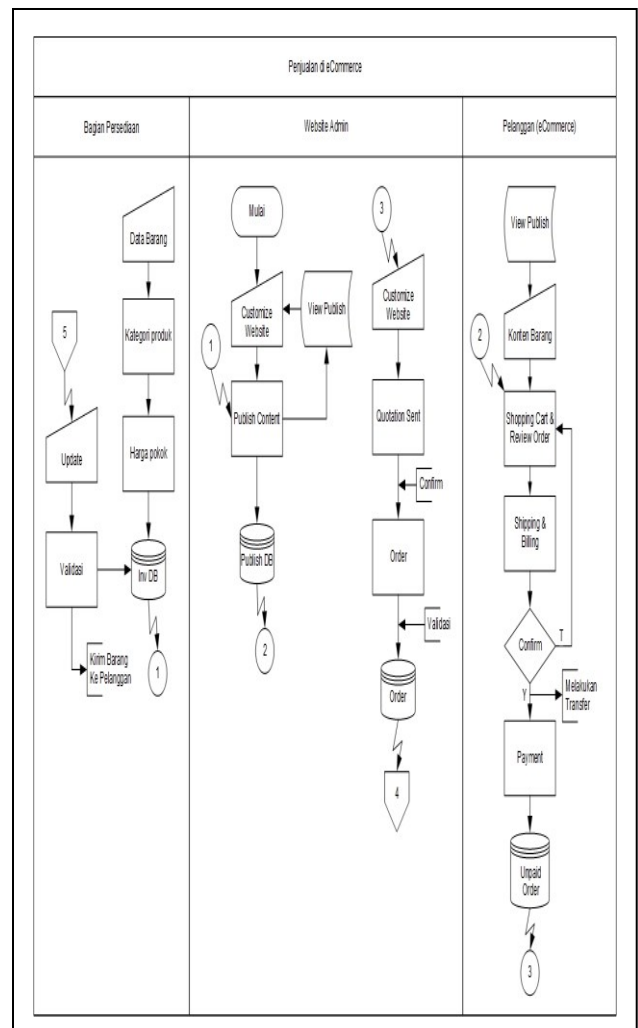 Penjualan di eCommerce
Bagian Persediaan
Website Admin
Pelanggan (eCommerce)
Data Barang
Kategori produk
Harga pokok
Inv DB
1
5
Update
Validasi
Kirim Barang
Ke Pelanggan
Mulai
Customize
Website
View Publish
1
Publish Content
Publish DB
2
3
Customize
Website
Quotation Sent
Confirm
Order
Validasi
Order
4
View Publish
Konten Barang
2
Shopping Cart &
Review Order
Shipping &
Billing
Confirm
T
Y
Melakukan
Transfer
Payment
Unpaid
Order
3